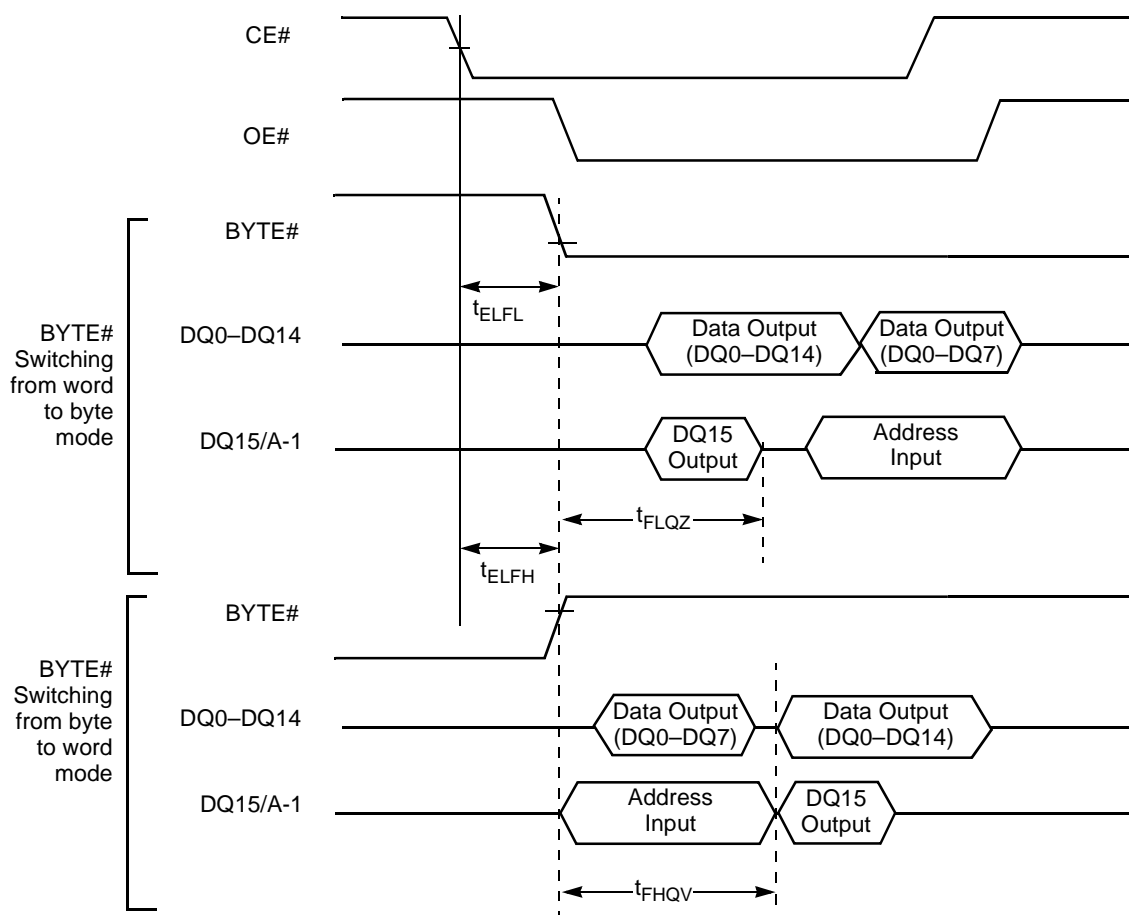 CE#
OE#
BYTE#
tELFL
BYTE#
Switching
from word
to byte
mode
DQ0–DQ14
Data Output
(DQ0–DQ14)
Data Output
(DQ0–DQ7)
DQ15/A-1
DQ15
Output
Address
Input
tFLQZ
tELFH
BYTE#
BYTE#
Switching
from byte
to word
mode
DQ0–DQ14
Data Output
(DQ0–DQ7)
Data Output
(DQ0–DQ14)
DQ15/A-1
Address
Input
DQ15
Output
tFHQV